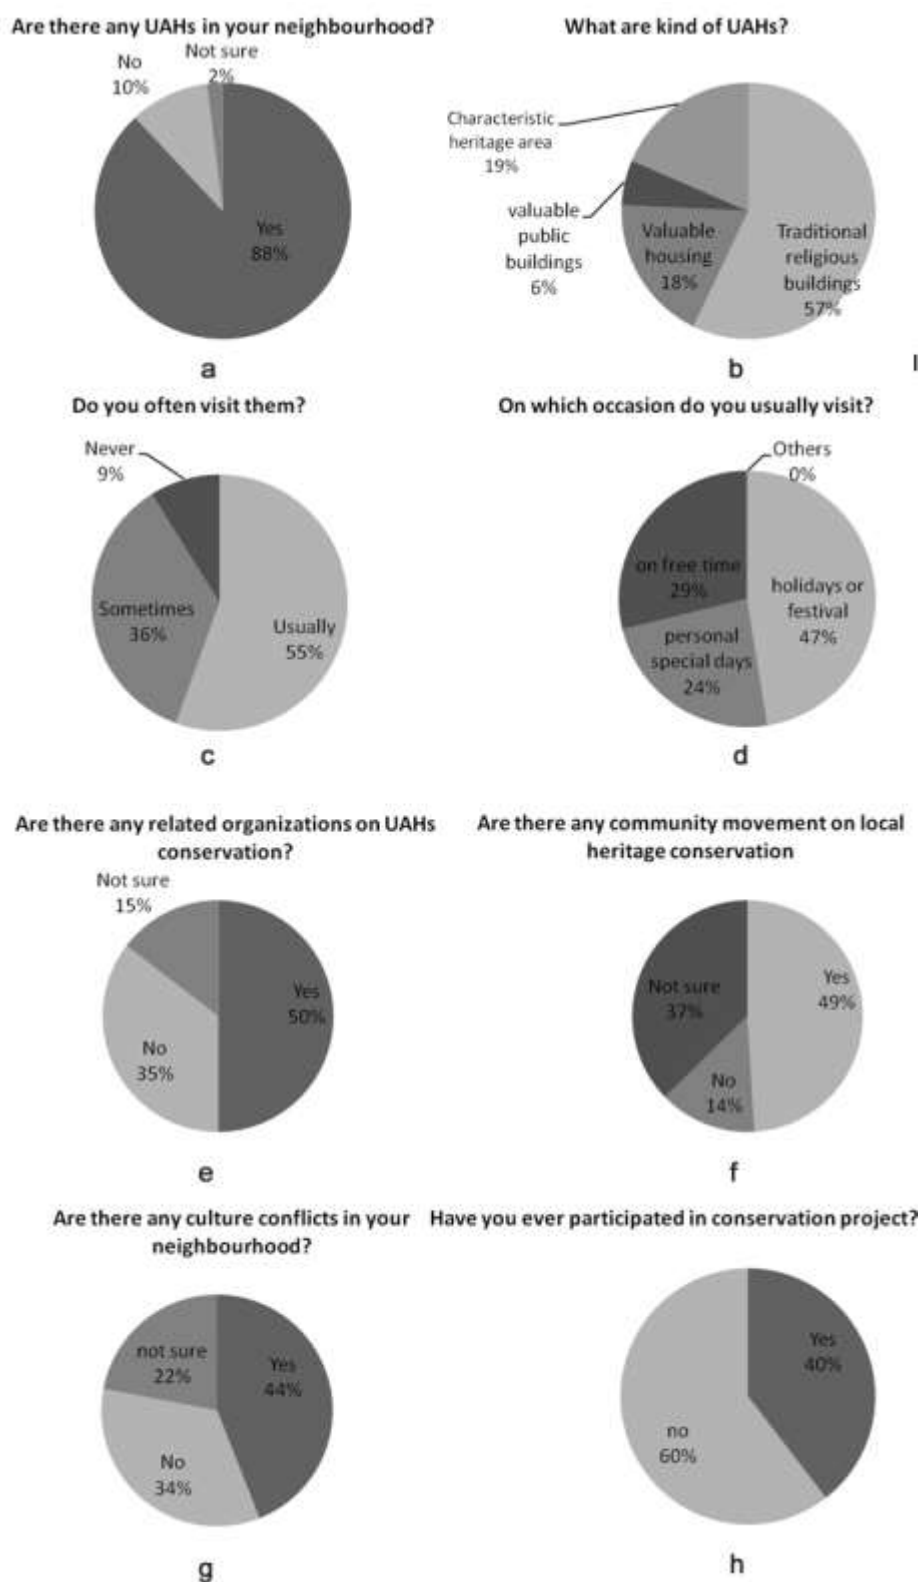 Are there any UAHs in your neighbourhood?
No
10%
Not sure
2%
Yes
88%
a
What are kind of UAHs?
Characteristic
heritage area
19%
valuable
public
buildings
6%
Valuable
housing
18%
Traditional
religious
buildings
57%
b
I
Do you often visit them?
Never
9%
Sometimes
36%
Usually
55%
c
On which occasion do you usually visit?
Others
0%
on free time
29%
holidays or
festival
47%
personal
special days
24%
d
Are there any related organizations on UAHs
conservation?
Not sure
15%
Yes
50%
No
35%
e
Are there any community movement on local
heritage conservation
Not sure
37%
Yes
49%
No
14%
f
Are there any culture conflicts in your
neighbourhood?
not sure
22%
Yes
44%
No
34%
g
Have you ever participated in conservation project?
Yes
40%
no
60%
h